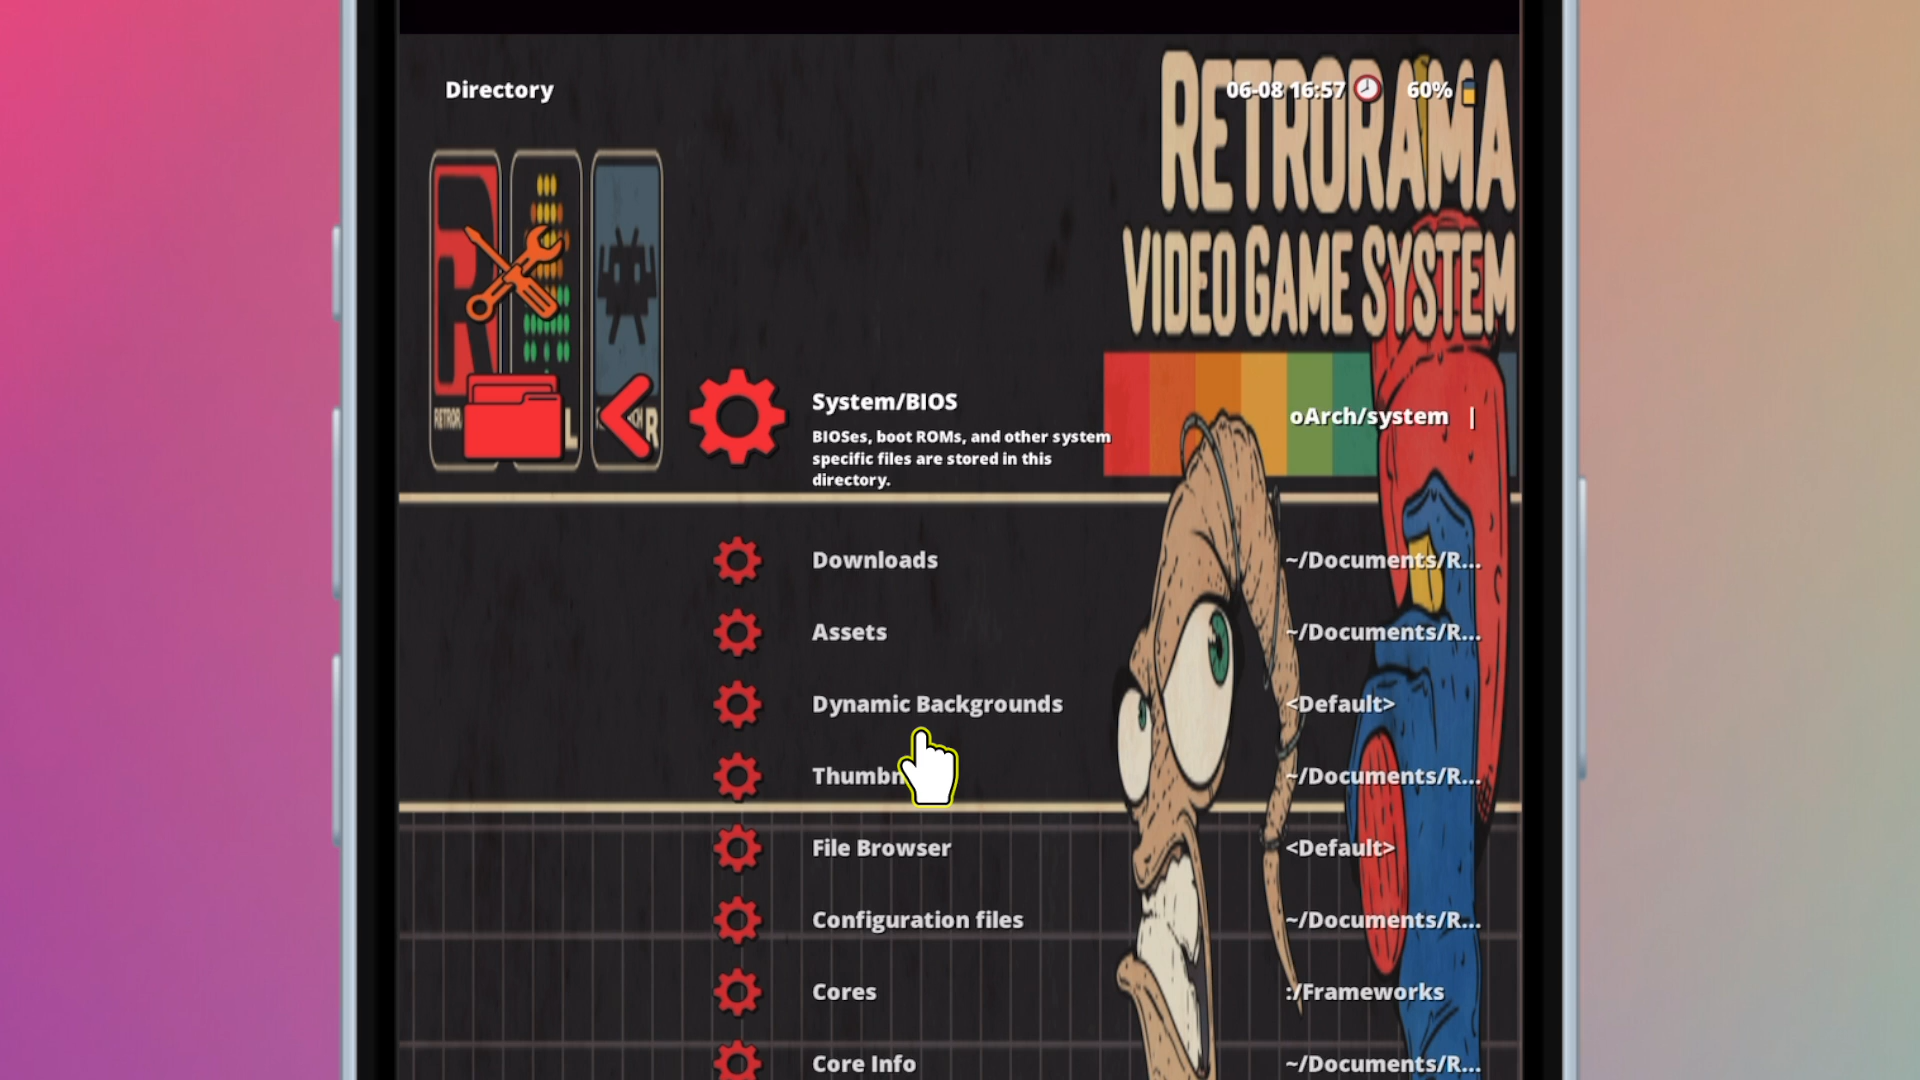 Directory
06-08 16:57
60%
RETRORAMA
VIDEO GAME SYSTEM
RETROR
L
R
System/BIOS
oArch/system |
BIOSes, boot ROMs, and other system
specific files are stored in this
directory.
Downloads
~/Documents/R...
Assets
~/Documents/R...
Dynamic Backgrounds
<Default>
Thumbn
~/Documents/R...
File Browser
<Default>
Configuration files
~/Documents/R...
Cores
:/Frameworks
Core Info
~/Documents/R...